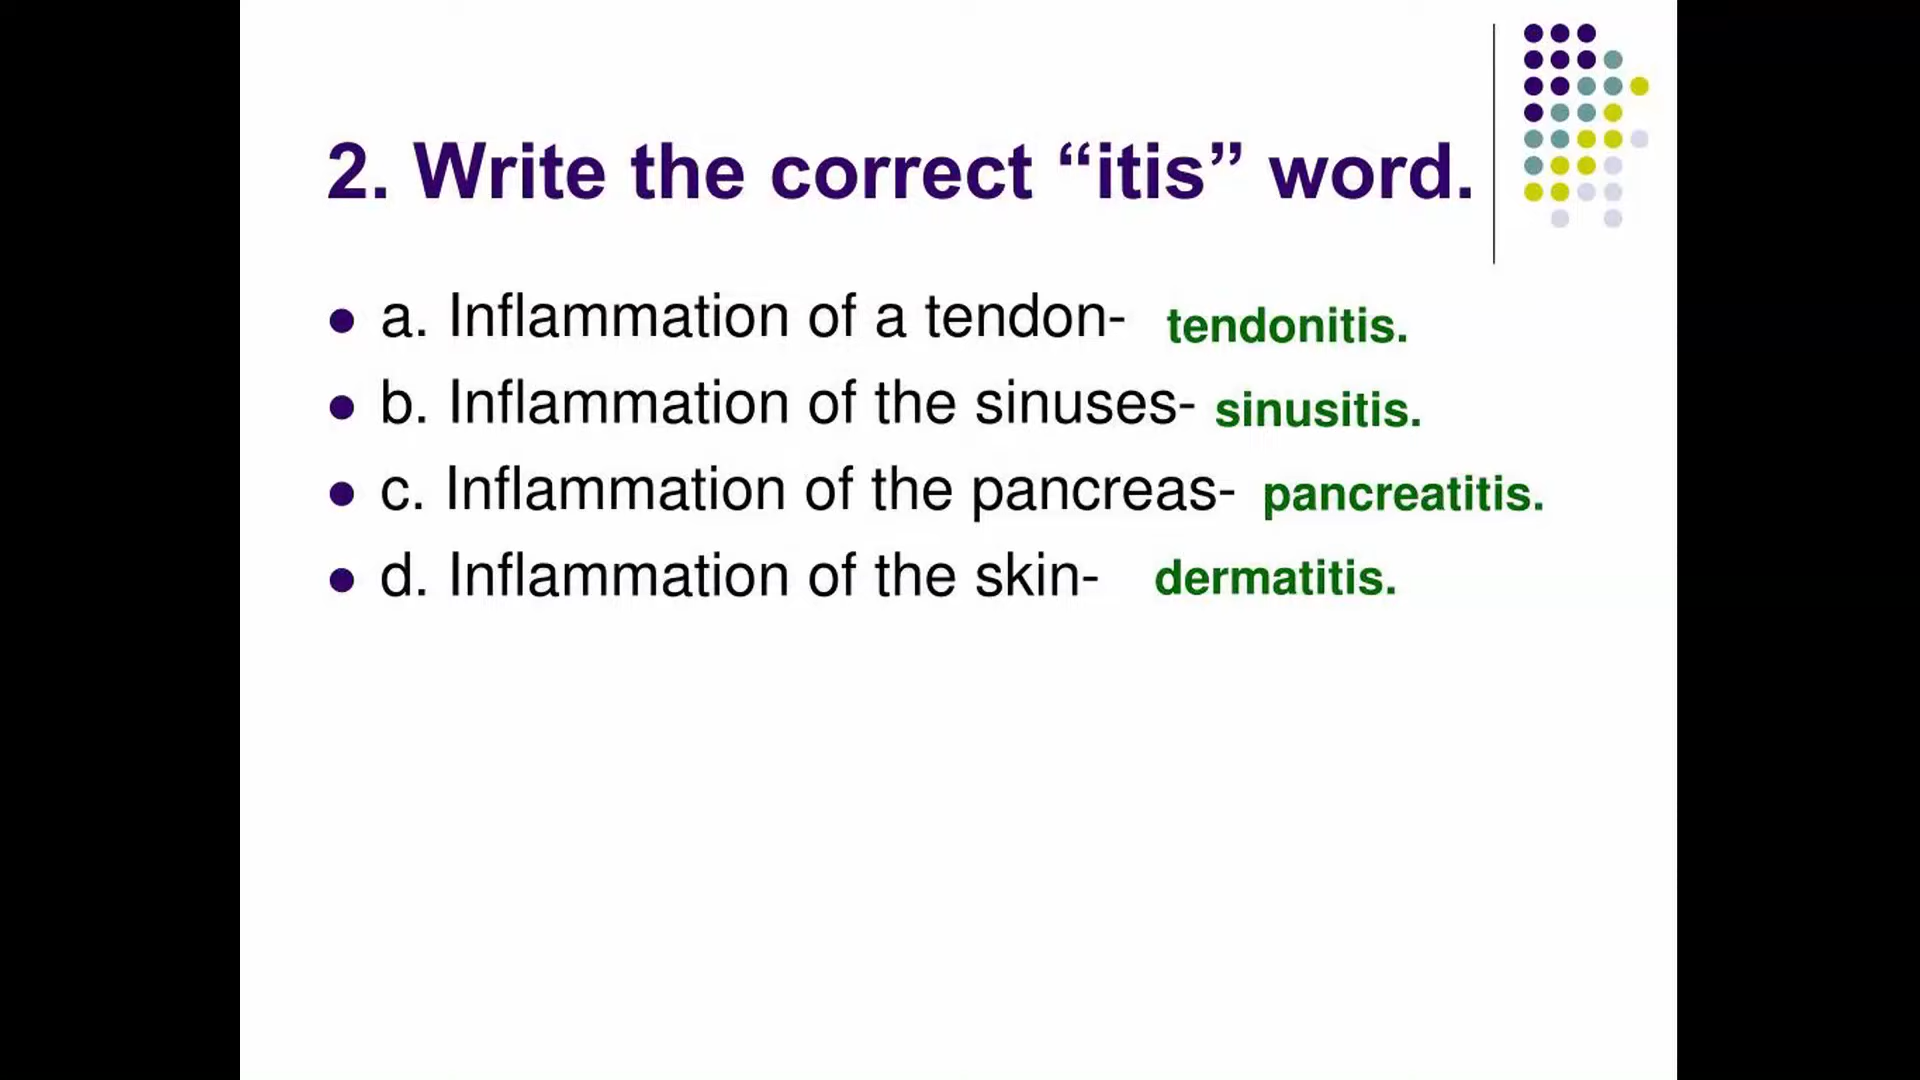 2. Write the correct “itis” word.
a. Inflammation of a tendon- tendonitis.
b. Inflammation of the sinuses- sinusitis.
c. Inflammation of the pancreas- pancreatitis.
d. Inflammation of the skin- dermatitis.